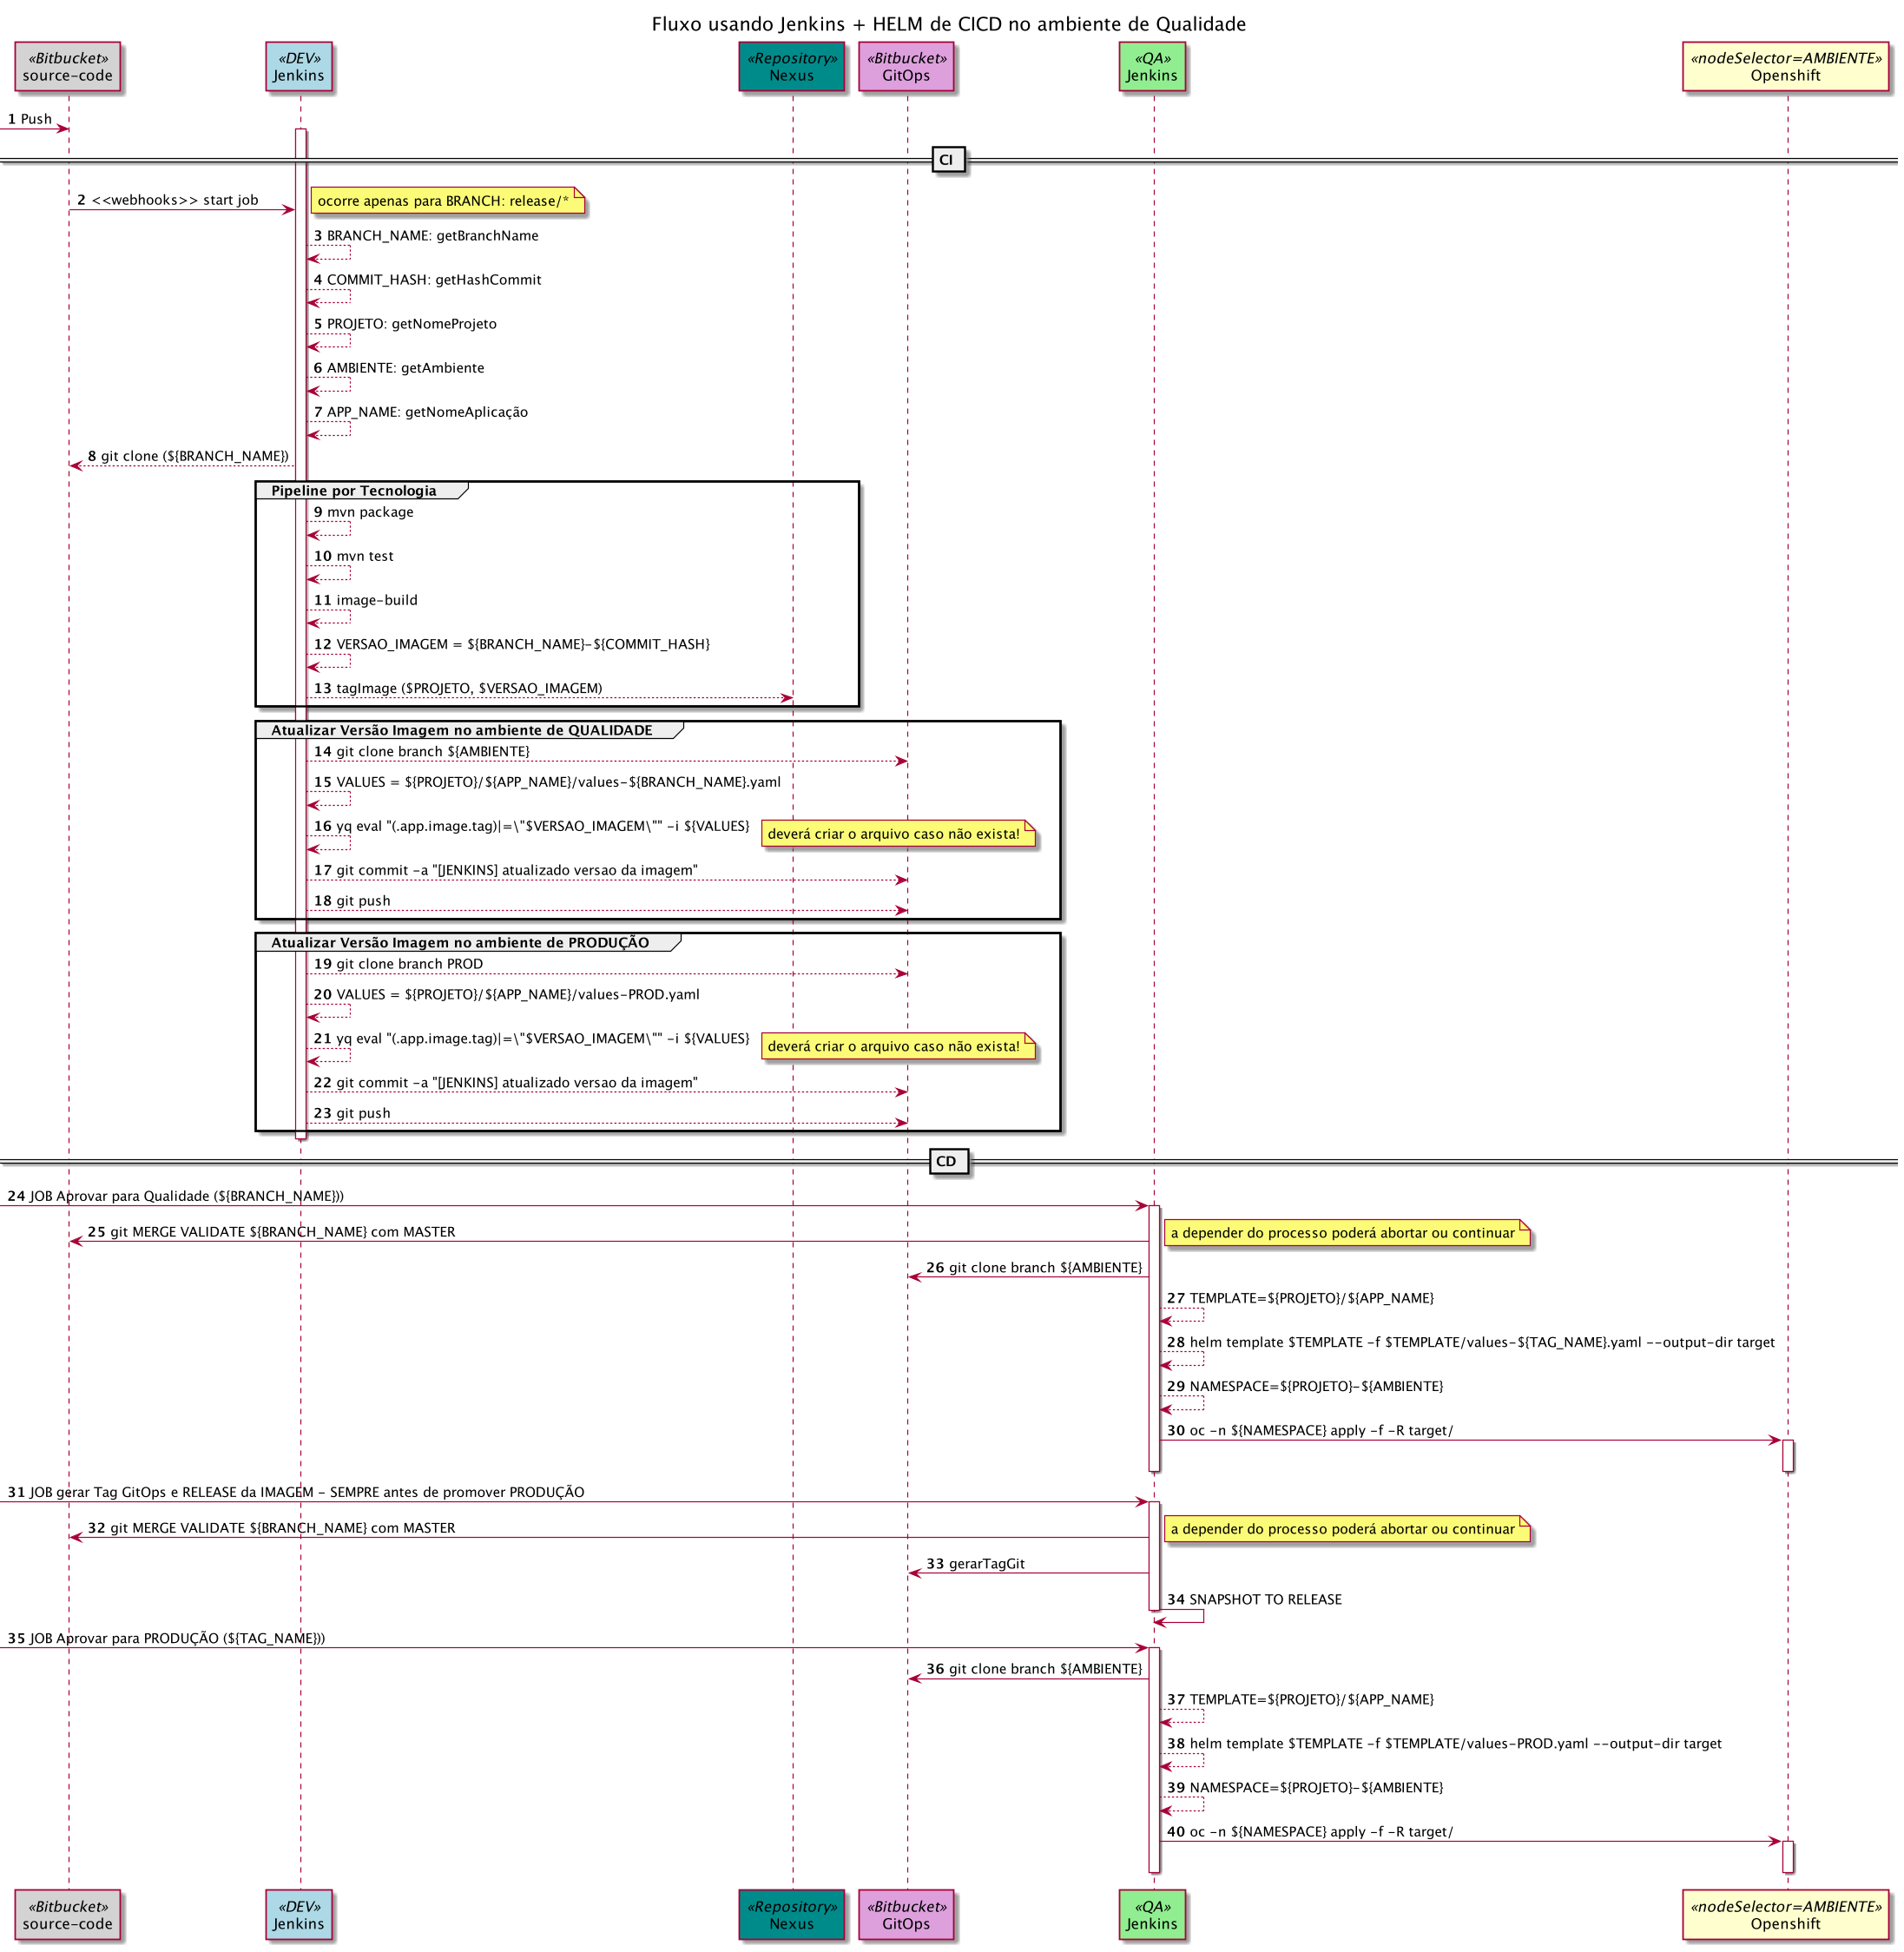 Fluxo usando Jenkins + HELM de CICD no ambiente de Qualidade
«Bitbucket»
source-code
«DEV»
Jenkins
«Repository»
Nexus
«Bitbucket»
GitOps
«QA»
Jenkins
«nodeSelector=AMBIENTE»
Openshift
1 Push
CI
2 <<webhooks>> start job
ocorre apenas para BRANCH: release/*
3 BRANCH_NAME: getBranchName
4 COMMIT_HASH: getHashCommit
5 PROJETO: getNomeProjeto
6 AMBIENTE: getAmbiente
7 APP_NAME: getNomeAplicação
8 git clone (${BRANCH_NAME})
Pipeline por Tecnologia
9 mvn package
10 mvn test
11 image-build
12 VERSAO_IMAGEM = ${BRANCH_NAME}-${COMMIT_HASH}
13 tagImage ($PROJETO, $VERSAO_IMAGEM)
Atualizar Versão Imagem no ambiente de QUALIDADE
14 git clone branch ${AMBIENTE}
15 VALUES = ${PROJETO}/${APP_NAME}/values-${BRANCH_NAME}.yaml
16 yq eval "(.app.image.tag)|=\"$VERSAO_IMAGEM\"" -i ${VALUES}
deverá criar o arquivo caso não exista!
17 git commit -a "[JENKINS] atualizado versao da imagem"
18 git push
Atualizar Versão Imagem no ambiente de PRODUÇÃO
19 git clone branch PROD
20 VALUES = ${PROJETO}/${APP_NAME}/values-PROD.yaml
21 yq eval "(.app.image.tag)|=\"$VERSAO_IMAGEM\"" -i ${VALUES}
deverá criar o arquivo caso não exista!
22 git commit -a "[JENKINS] atualizado versao da imagem"
23 git push
CD
24 JOB Aprovar para Qualidade (${BRANCH_NAME}))
25 git MERGE VALIDATE ${BRANCH_NAME} com MASTER
a depender do processo poderá abortar ou continuar
26 git clone branch ${AMBIENTE}
27 TEMPLATE=${PROJETO}/${APP_NAME}
28 helm template $TEMPLATE -f $TEMPLATE/values-${TAG_NAME}.yaml --output-dir target
29 NAMESPACE=${PROJETO}-${AMBIENTE}
30 oc -n ${NAMESPACE} apply -f -R target/
31 JOB gerar Tag GitOps e RELEASE da IMAGEM - SEMPRE antes de promover PRODUÇÃO
32 git MERGE VALIDATE ${BRANCH_NAME} com MASTER
a depender do processo poderá abortar ou continuar
33 gerarTagGit
34 SNAPSHOT TO RELEASE
35 JOB Aprovar para PRODUÇÃO (${TAG_NAME}))
36 git clone branch ${AMBIENTE}
37 TEMPLATE=${PROJETO}/${APP_NAME}
38 helm template $TEMPLATE -f $TEMPLATE/values-PROD.yaml --output-dir target
39 NAMESPACE=${PROJETO}-${AMBIENTE}
40 oc -n ${NAMESPACE} apply -f -R target/
«Bitbucket»
source-code
«DEV»
Jenkins
«Repository»
Nexus
«Bitbucket»
GitOps
«QA»
Jenkins
«nodeSelector=AMBIENTE»
Openshift